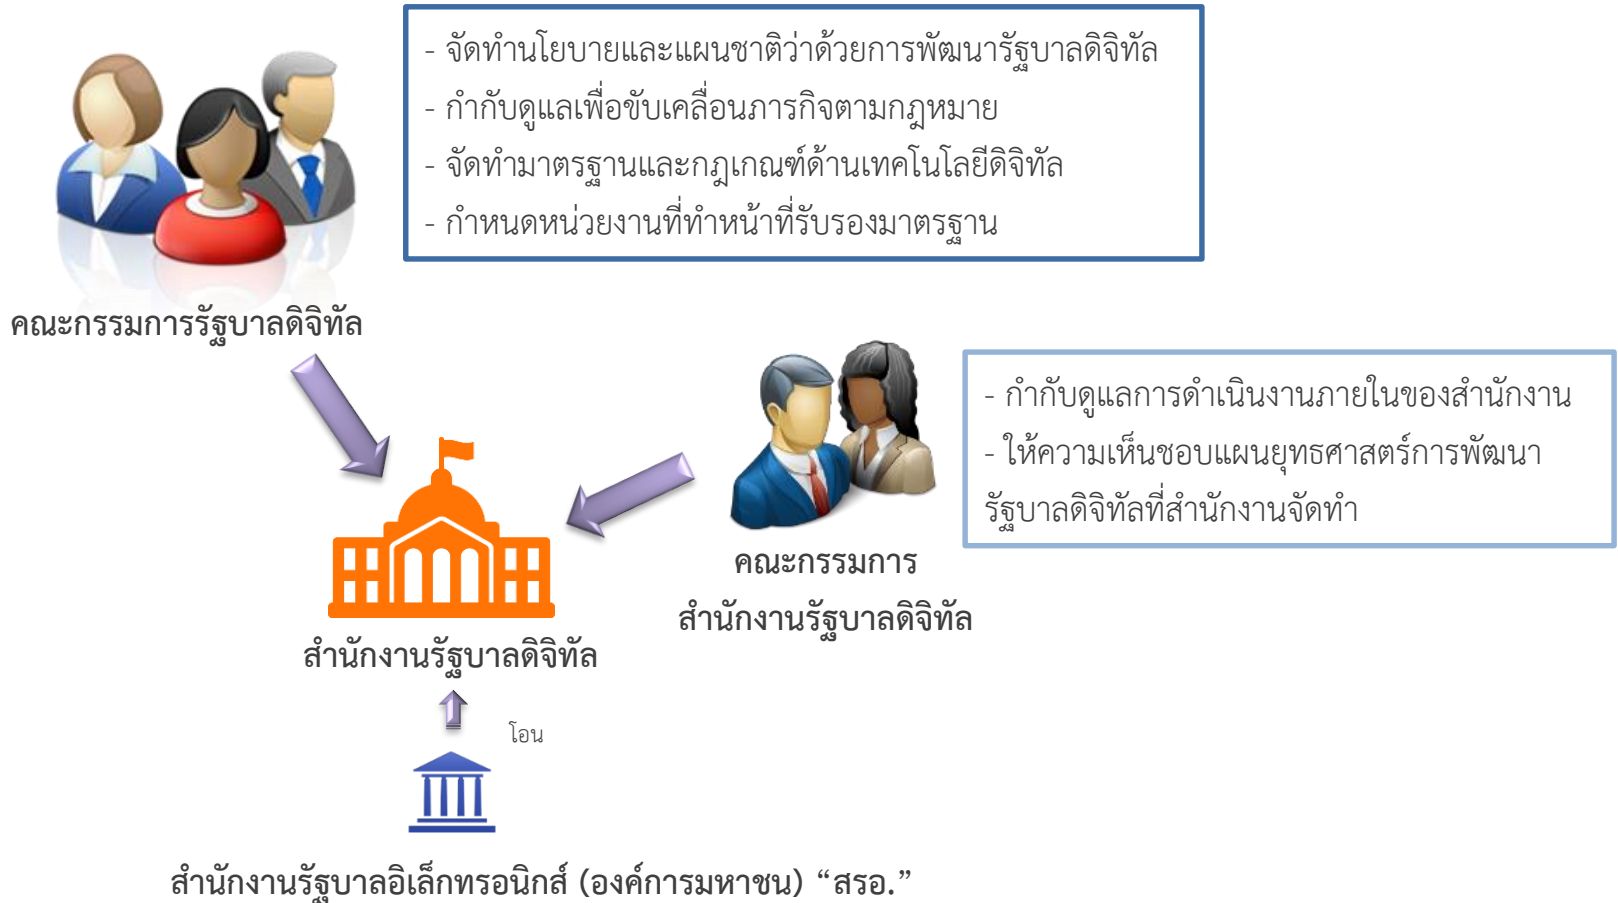 - จัดทำนโยบายและแผนชาติว่าด้วยการพัฒนารัฐบาลดิจิทัล
- กำกับดูแลเพื่อขับเคลื่อนภารกิจตามกฎหมาย
- จัดทำมาตรฐานและกฎเกณฑ์ด้านเทคโนโลยีดิจิทัล
- กำหนดหน่วยงานที่ทำหน้าที่รับรองมาตรฐาน
คณะกรรมการรัฐบาลดิจิทัล
- กำกับดูแลการดำเนินงานภายในของสำนักงาน
- ให้ความเห็นชอบแผนยุทธศาสตร์การพัฒนา
รัฐบาลดิจิทัลที่สำนักงานจัดทำ
คณะกรรมการ
สำนักงานรัฐบาลดิจิทัล
สำนักงานรัฐบาลดิจิทัล
โอน
สำนักงานรัฐบาลอิเล็กทรอนิกส์ (องค์การมหาชน) “สรอ.”